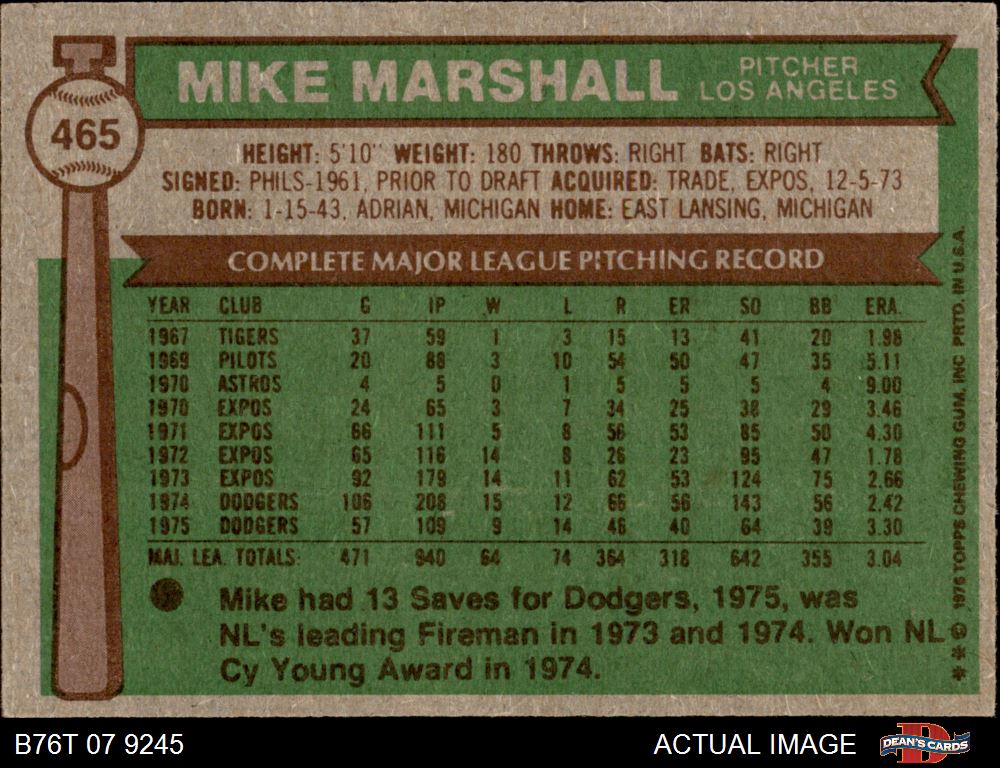 MIKE MARSHALL PITCHER
LOS ANGELES
465
HEIGHT: 5'10" WEIGHT: 180 THROWS: RIGHT BATS: RIGHT
SIGNED: PHILS-1961, PRIOR TO DRAFT ACQUIRED: TRADE, EXPOS, 12-5-73
BORN: 1-15-43, ADRIAN, MICHIGAN HOME: EAST LANSING, MICHIGAN
COMPLETE MAJOR LEAGUE PITCHING RECORD
YEAR CLUB G IP W L R ER SO BB ERA.
1967 TIGERS 37 59 1 3 15 13 41 20 1.98
1969 PILOTS 20 88 3 10 54 50 47 35 5.11
1970 ASTROS 4 5 0 1 5 5 5 4 9.00
1970 EXPOS 24 65 3 7 34 25 38 29 3.46
1971 EXPOS 66 111 5 8 56 53 85 50 4.30
1972 EXPOS 65 116 14 8 26 23 95 47 1.78
1973 EXPOS 92 179 14 11 62 53 124 75 2.66
1974 DODGERS 106 208 15 12 66 56 143 56 2.42
1975 DODGERS 57 109 9 14 46 40 64 39 3.30
MAJ. LEA. TOTALS: 471 940 64 74 364 318 642 355 3.04
Mike had 13 Saves for Dodgers, 1975, was
NL's leading Fireman in 1973 and 1974. Won NL
Cy Young Award in 1974.
** © 1976 TOPPS CHEWING GUM, INC PRTD. IN U.S.A.
B76T 07 9245
ACTUAL IMAGE
DEAN'S CARDS